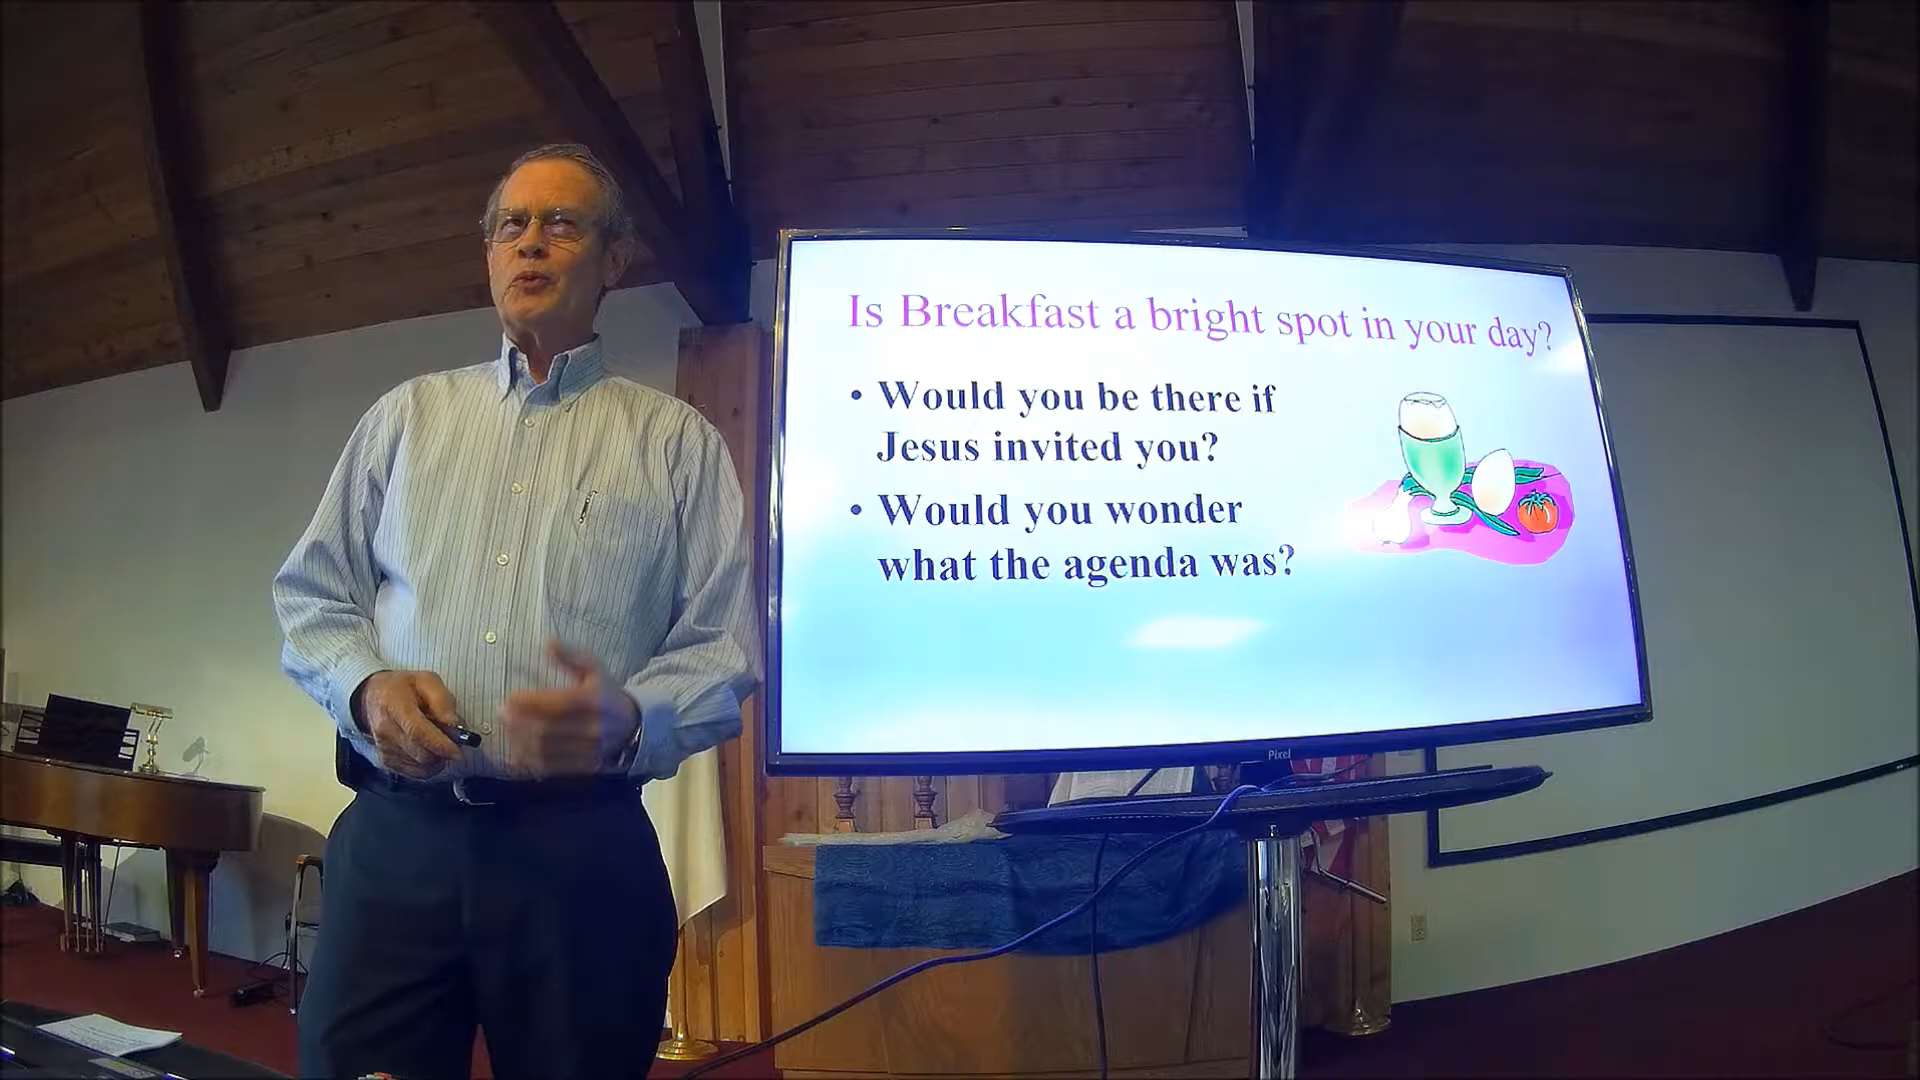 Is Breakfast a bright spot in your day?
• Would you be there if
Jesus invited you?
• Would you wonder
what the agenda was?
Pixel